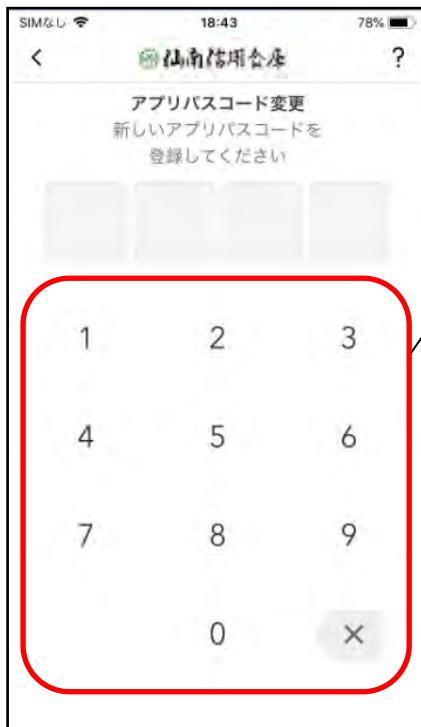 SIMなし 18:43 78%
< 仙南信用金庫 ?
アプリパスコード変更
新しいアプリパスコードを
登録してください
1 2 3
4 5 6
7 8 9
0 ×